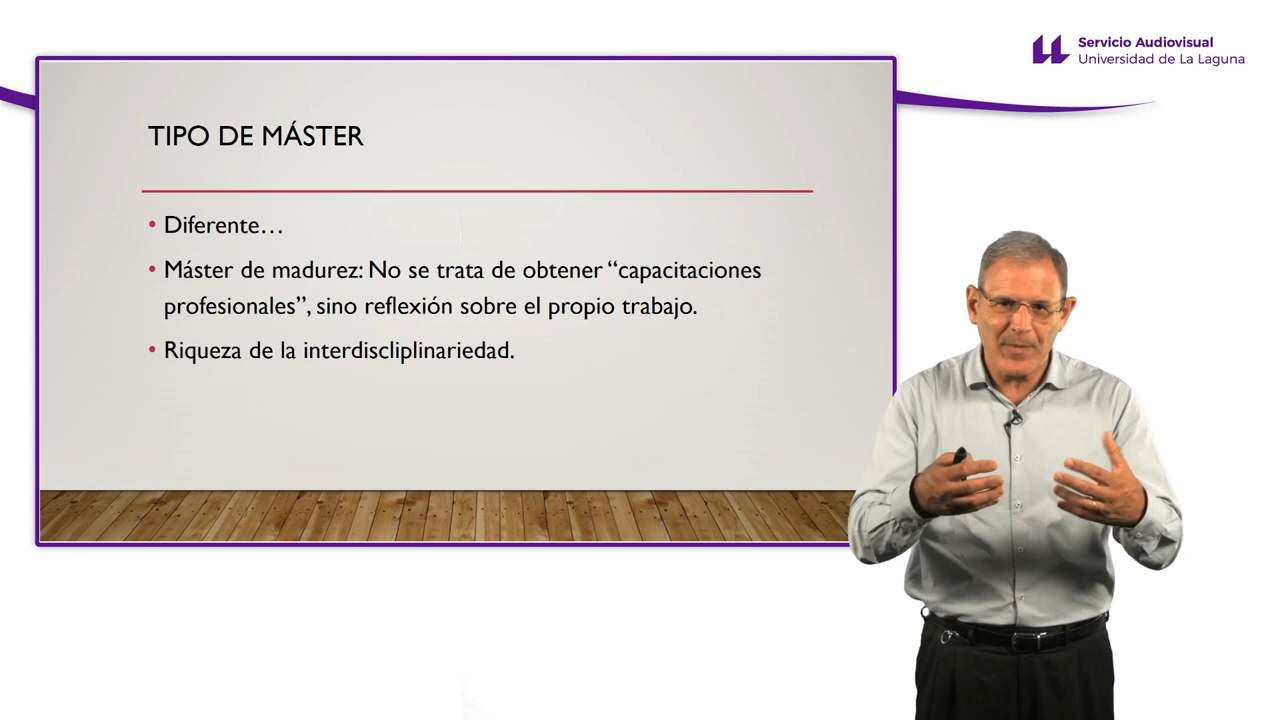 Servicio Audiovisual
Universidad de La Laguna
TIPO DE MÁSTER
• Diferente…
• Máster de madurez: No se trata de obtener “capacitaciones
profesionales”, sino reflexión sobre el propio trabajo.
• Riqueza de la interdiscliplinariedad.